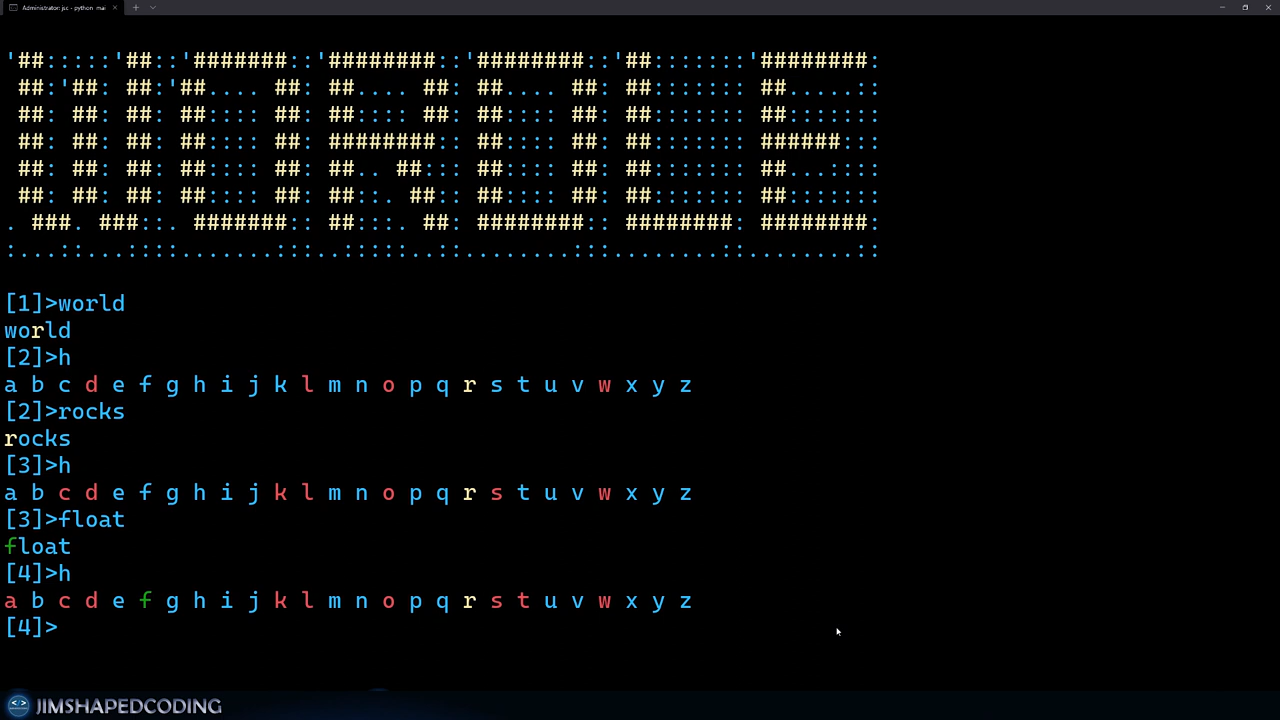 Administrator: jsc - python mai
'##:::::'##::'#######::'########::'########::'##:::::::'########:
 ##:'##: ##:'##.... ##: ##.... ##: ##.... ##: ##::::::: ##.....::
 ##: ##: ##: ##:::: ##: ##:::: ##: ##:::: ##: ##::::::: ##:::::::
 ##: ##: ##: ##:::: ##: ########:: ##:::: ##: ##::::::: ######:::
 ##: ##: ##: ##:::: ##: ##.. ##::: ##:::: ##: ##::::::: ##...::::
 ##: ##: ##: ##:::: ##: ##::. ##:: ##:::: ##: ##::::::: ##:::::::
. ###. ###::. #######:: ##:::. ##: ########:: ########: ########:
:...::...::::.......:::..:::::..::........:::........::........::
[1]>world
world
[2]>h
a b c d e f g h i j k l m n o p q r s t u v w x y z
[2]>rocks
rocks
[3]>h
a b c d e f g h i j k l m n o p q r s t u v w x y z
[3]>float
float
[4]>h
a b c d e f g h i j k l m n o p q r s t u v w x y z
[4]>
JIMSHAPEDCODING